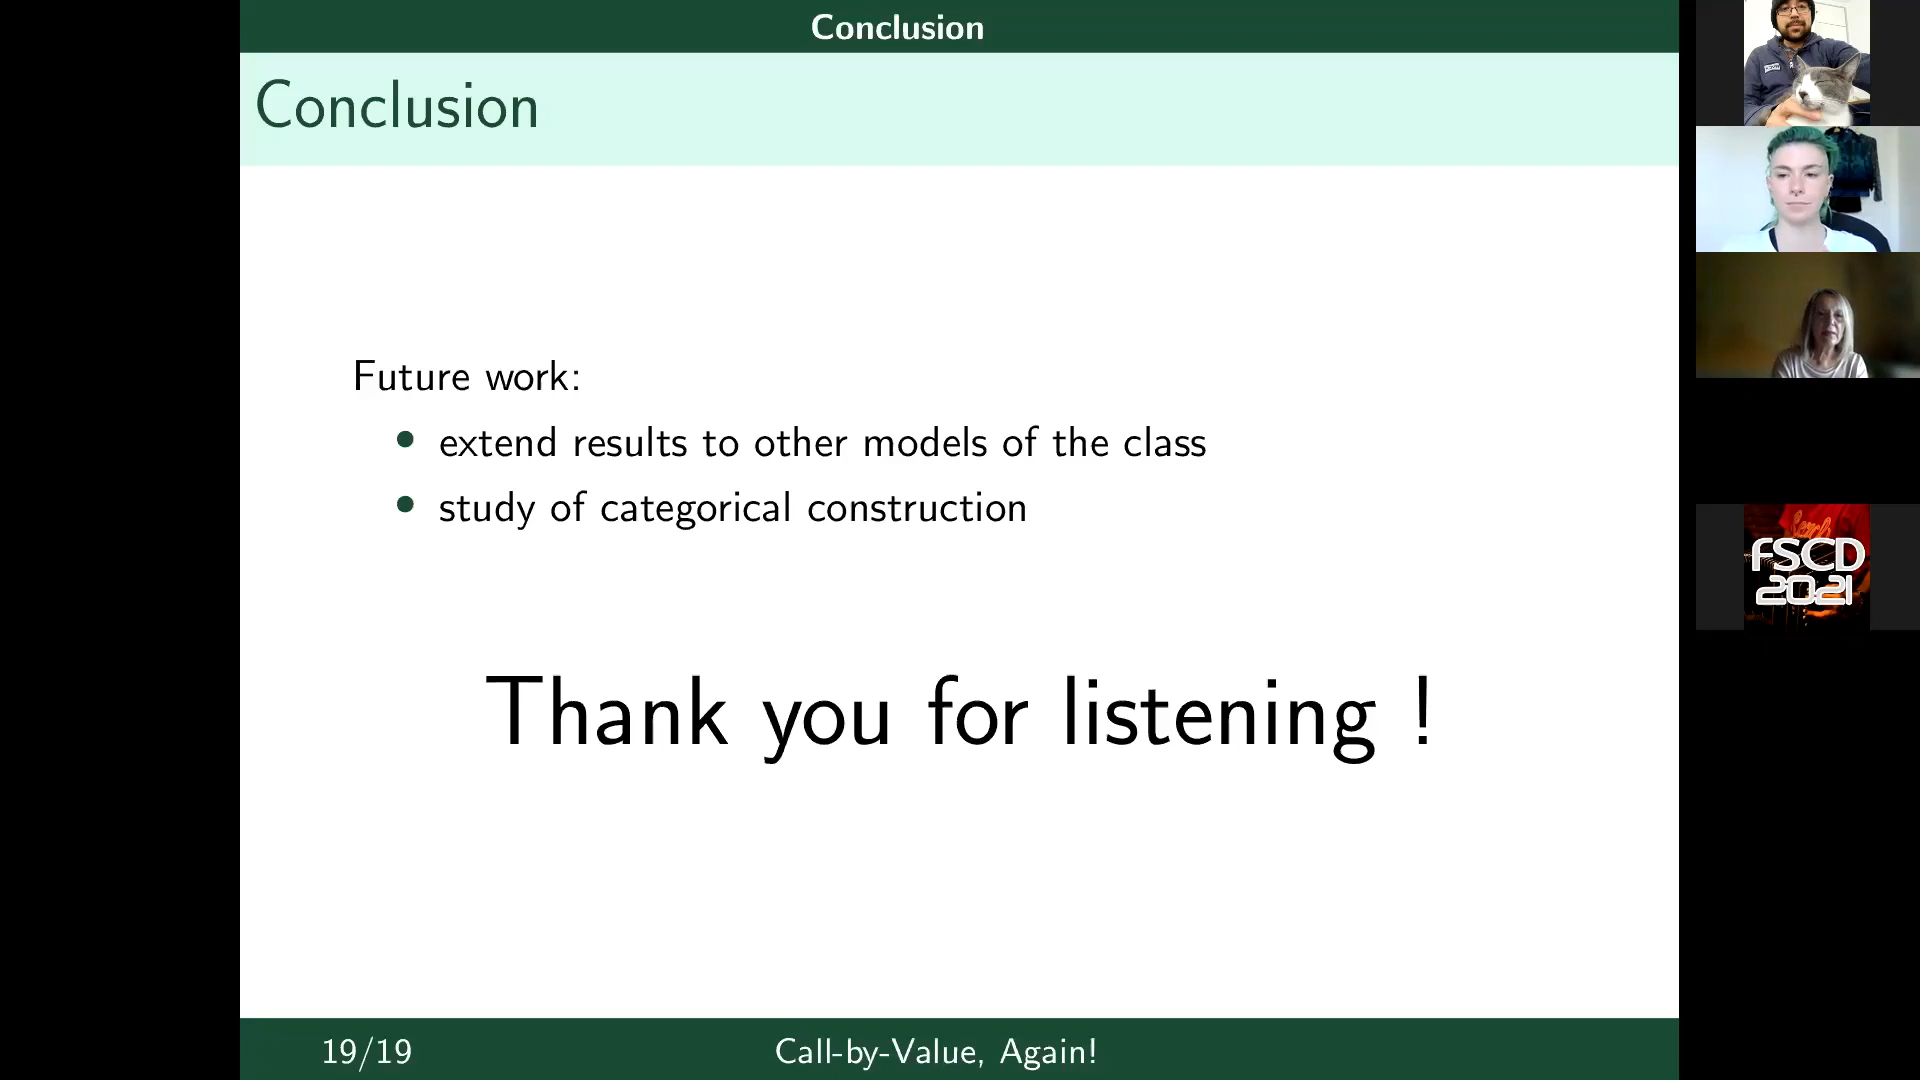 Conclusion
Conclusion
Future work:
• extend results to other models of the class
• study of categorical construction
Thank you for listening !
19/19
Call-by-Value, Again!
FSCD
2021